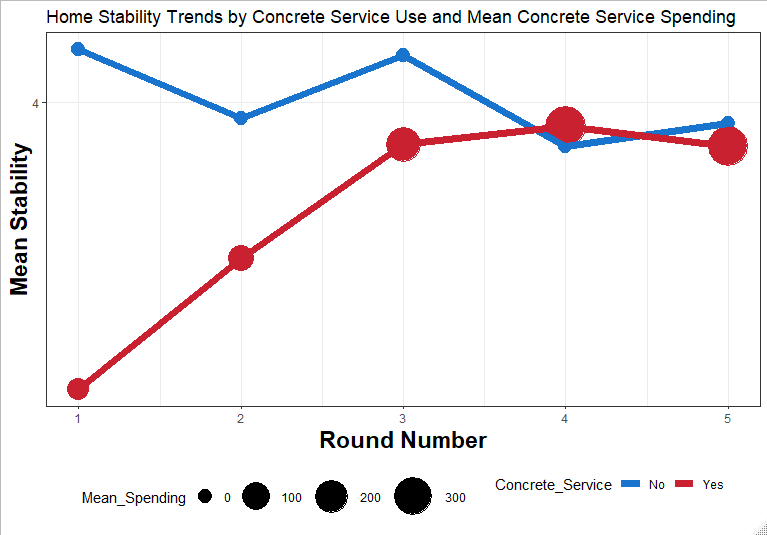 Home Stability Trends by Concrete Service Use and Mean Concrete Service Spending
4
Mean Stability
1 2 3 4 5
Round Number
Mean_Spending 0 100 200 300
Concrete_Service No Yes